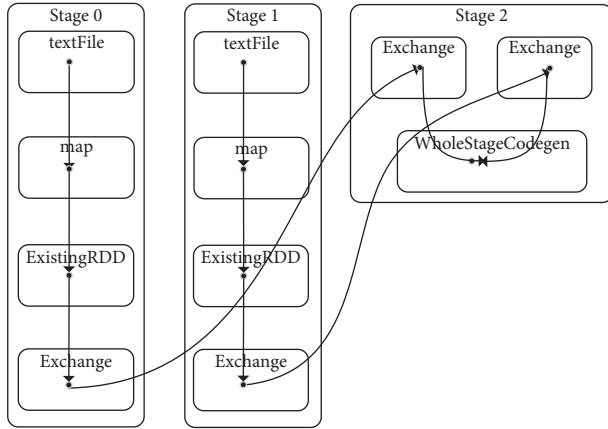 Stage 0
textFile
map
ExistingRDD
Exchange
Stage 1
textFile
map
ExistingRDD
Exchange
Stage 2
Exchange
Exchange
WholeStageCodegen